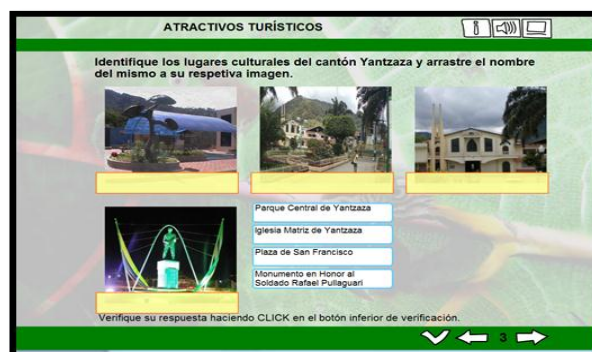 ATRACTIVOS TURÍSTICOS
Identifique los lugares culturales del cantón Yantzaza y arrastre el nombre
del mismo a su respetiva imagen.
Parque Central de Yantzaza
Iglesia Matriz de Yantzaza
Plaza de San Francisco
Monumento en Honor al
Soldado Rafael Pullaguari
Verifique su respuesta haciendo CLICK en el botón inferior de verificación.
3